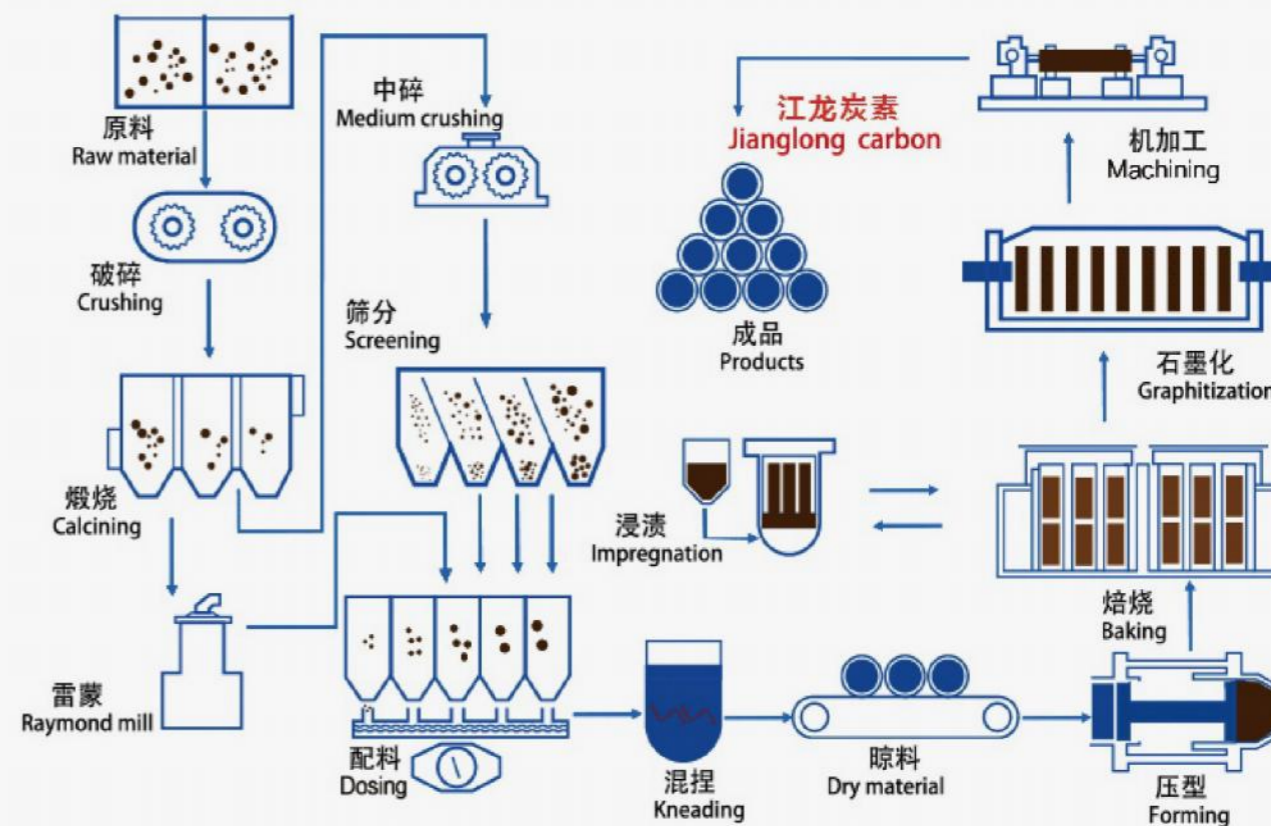 原料
Raw material
破碎
Crushing
煅烧
Calcining
雷蒙
Raymond mill
中碎
Medium crushing
筛分
Screening
配料
Dosing
混捏
Kneading
晾料
Dry material
压型
Forming
焙烧
Baking
浸渍
Impregnation
石墨化
Graphitization
机加工
Machining
江龙炭素
Jianglong carbon
成品
Products